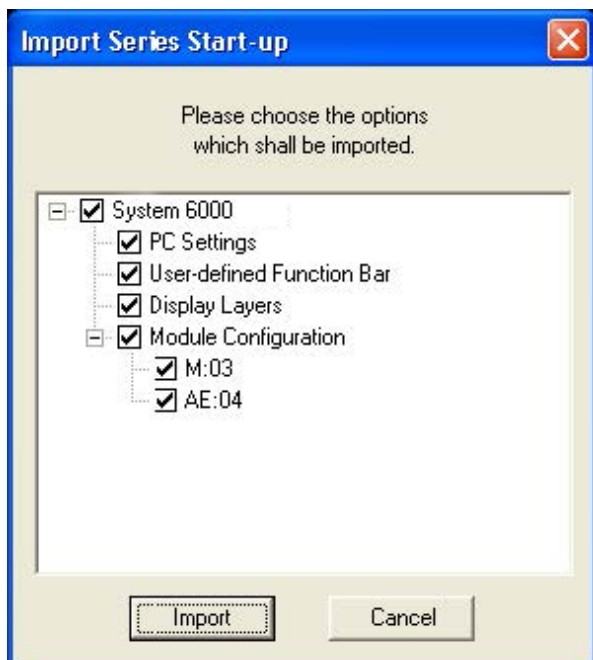 Import Series Start-up
Please choose the options
which shall be imported.
System 6000
PC Settings
User-defined Function Bar
Display Layers
Module Configuration
M:03
AE:04
Import
Cancel